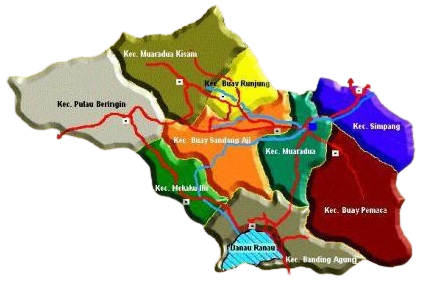 Kec. Muaradua Kisam
Kec. Buay Runjung
Kec. Pulau Beringin
Kec. Simpang
Kec. Buay Sandang Aji
Kec. Muaradua
Kec. Mekakau Ilir
Kec. Buay Pemaca
Danau Ranau
Kec. Banding Agung